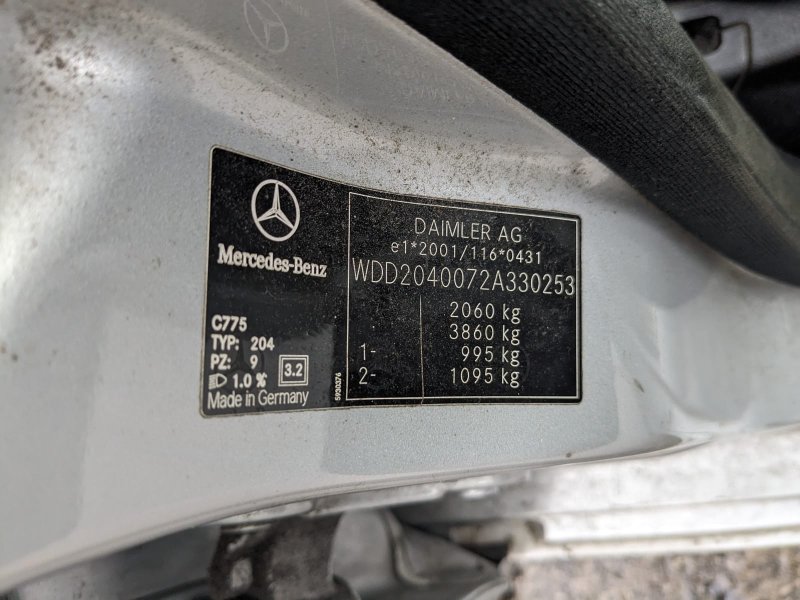 Mercedes-Benz
C775
TYP: 204
PZ: 9
1.0 %
3.2
Made in Germany
5930376
DAIMLER AG
e1*2001/116*0431
WDD2040072A330253
2060 kg
3860 kg
1- 995 kg
2- 1095 kg